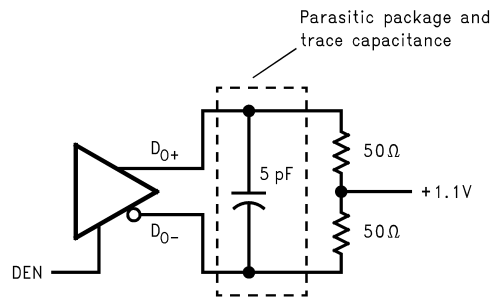 Parasitic package and
trace capacitance
DO+
5 pF
50Ω
+1.1V
DO−
50Ω
DEN